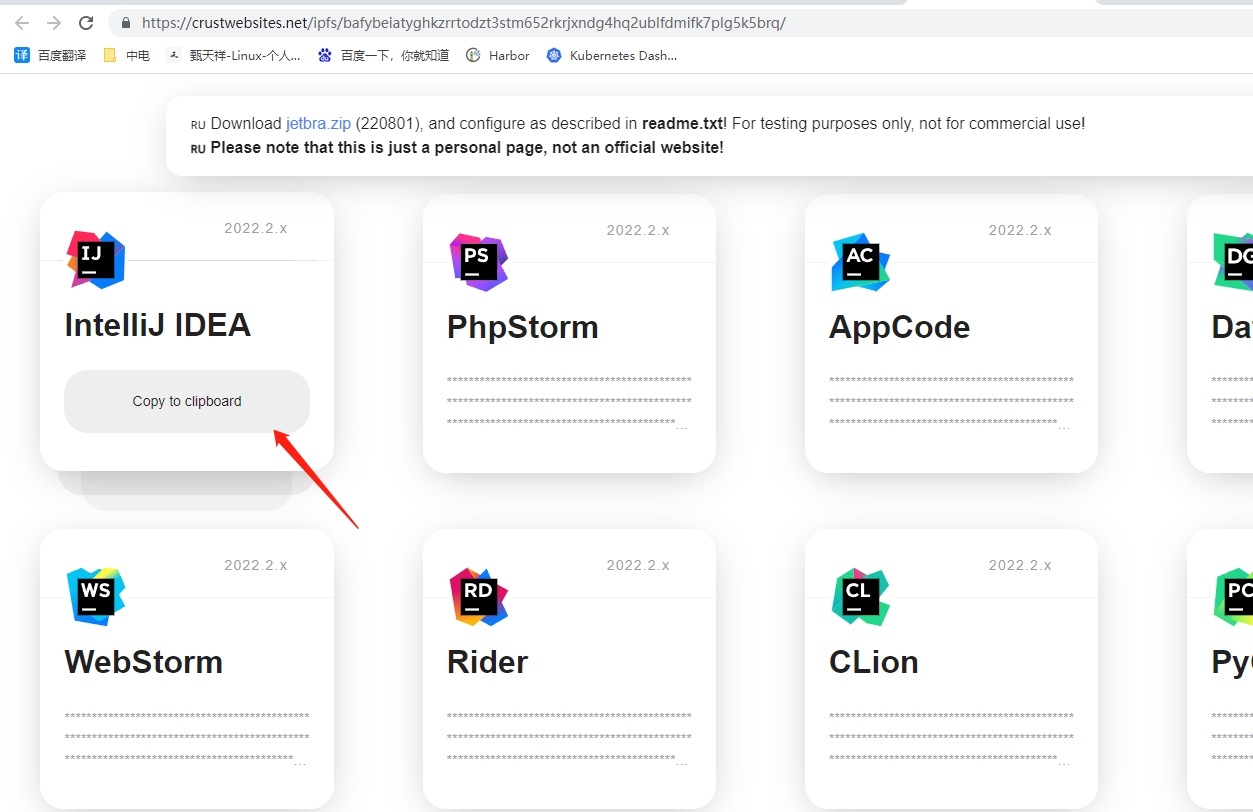 https://crustwebsites.net/ipfs/bafybeiatyghkzrrtodzt3stm652rkrjxndg4hq2ublfdmifk7plg5k5brq/
译 百度翻译 中电 甄天祥-Linux-个人... 百度一下，你就知道 Harbor Kubernetes Dash...
RU Download jetbra.zip (220801), and configure as described in readme.txt! For testing purposes only, not for commercial use!
RU Please note that this is just a personal page, not an official website!
2022.2.x 2022.2.x 2022.2.x
IJ PS AC DG
IntelliJ IDEA PhpStorm AppCode Da
Copy to clipboard
2022.2.x 2022.2.x 2022.2.x
WS RD CL PC
WebStorm Rider CLion Py